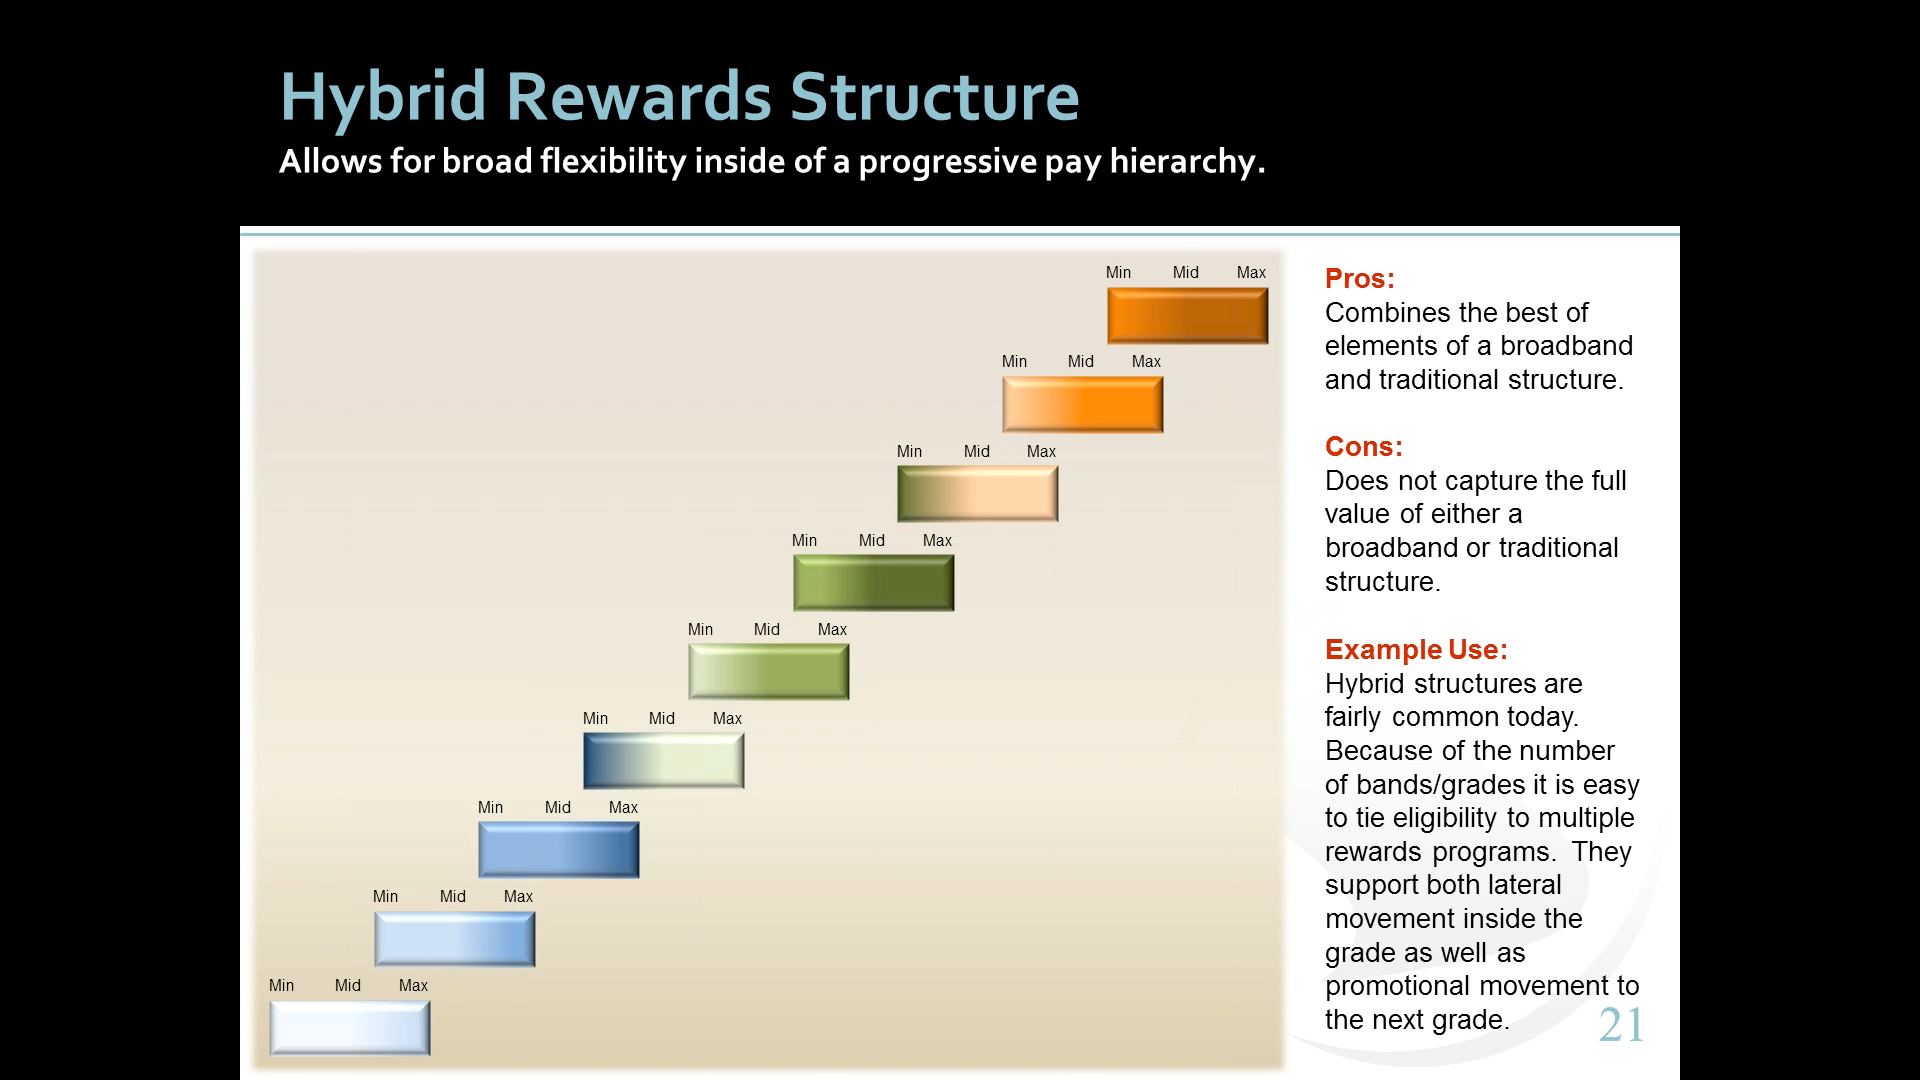 Hybrid Rewards Structure
Allows for broad flexibility inside of a progressive pay hierarchy.
Min Mid Max
Min Mid Max
Min Mid Max
Min Mid Max
Min Mid Max
Min Mid Max
Min Mid Max
Min Mid Max
Min Mid Max
Pros:
Combines the best of
elements of a broadband
and traditional structure.
Cons:
Does not capture the full
value of either a
broadband or traditional
structure.
Example Use:
Hybrid structures are
fairly common today.
Because of the number
of bands/grades it is easy
to tie eligibility to multiple
rewards programs. They
support both lateral
movement inside the
grade as well as
promotional movement to
the next grade.
21